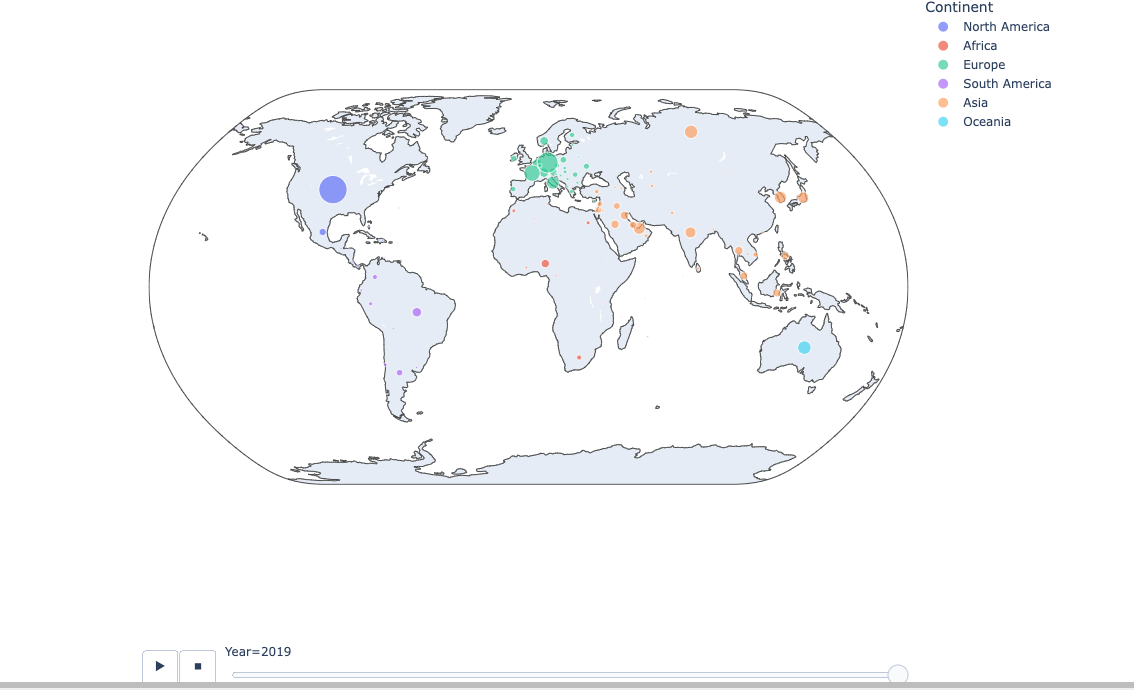 Continent
North America
Africa
Europe
South America
Asia
Oceania
Year=2019